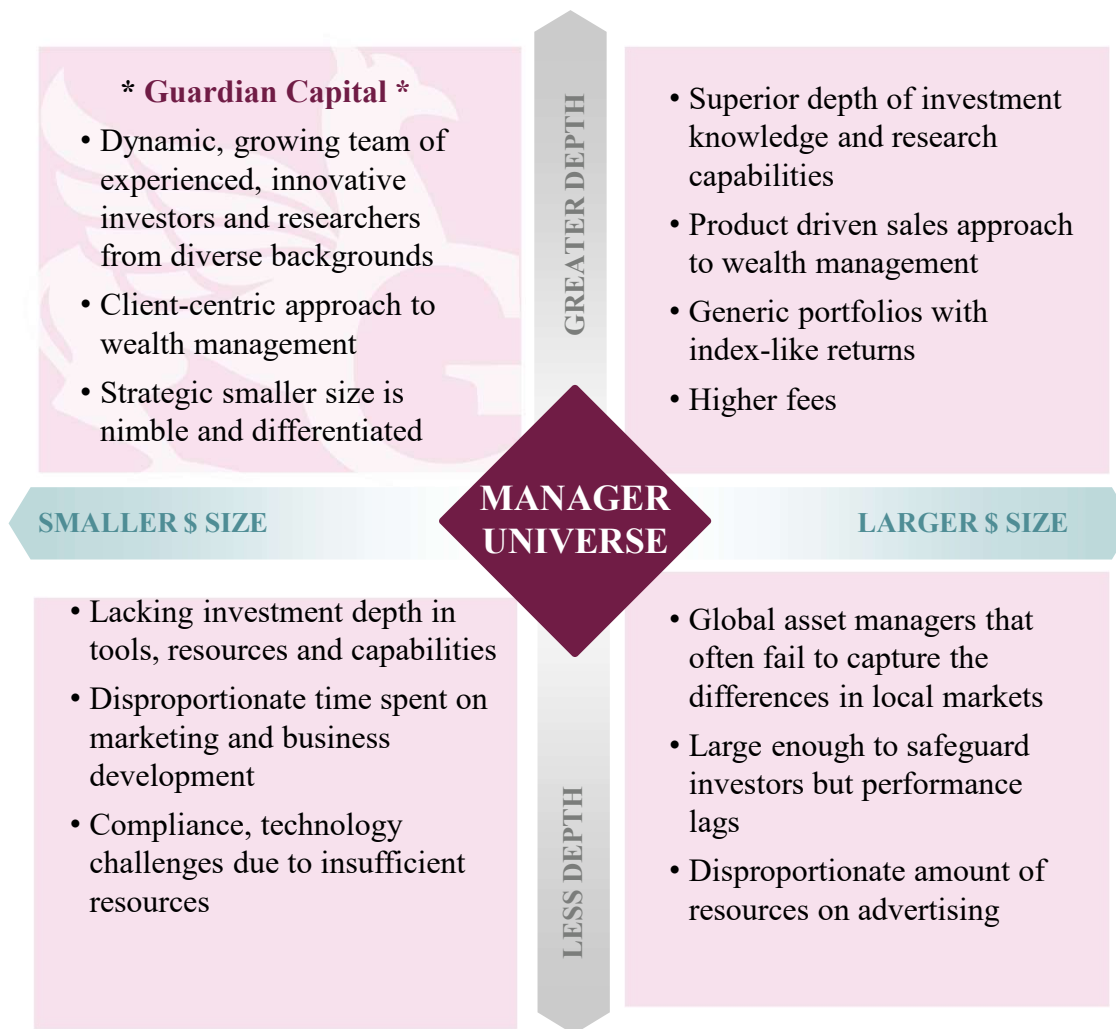 * Guardian Capital *
• Dynamic, growing team of
experienced, innovative
investors and researchers
from diverse backgrounds
• Client-centric approach to
wealth management
• Strategic smaller size is
nimble and differentiated
GREATER DEPTH
• Superior depth of investment
knowledge and research
capabilities
• Product driven sales approach
to wealth management
• Generic portfolios with
index-like returns
• Higher fees
SMALLER $ SIZE
MANAGER
UNIVERSE
LARGER $ SIZE
• Lacking investment depth in
tools, resources and capabilities
• Disproportionate time spent on
marketing and business
development
• Compliance, technology
challenges due to insufficient
resources
LESS DEPTH
• Global asset managers that
often fail to capture the
differences in local markets
• Large enough to safeguard
investors but performance
lags
• Disproportionate amount of
resources on advertising